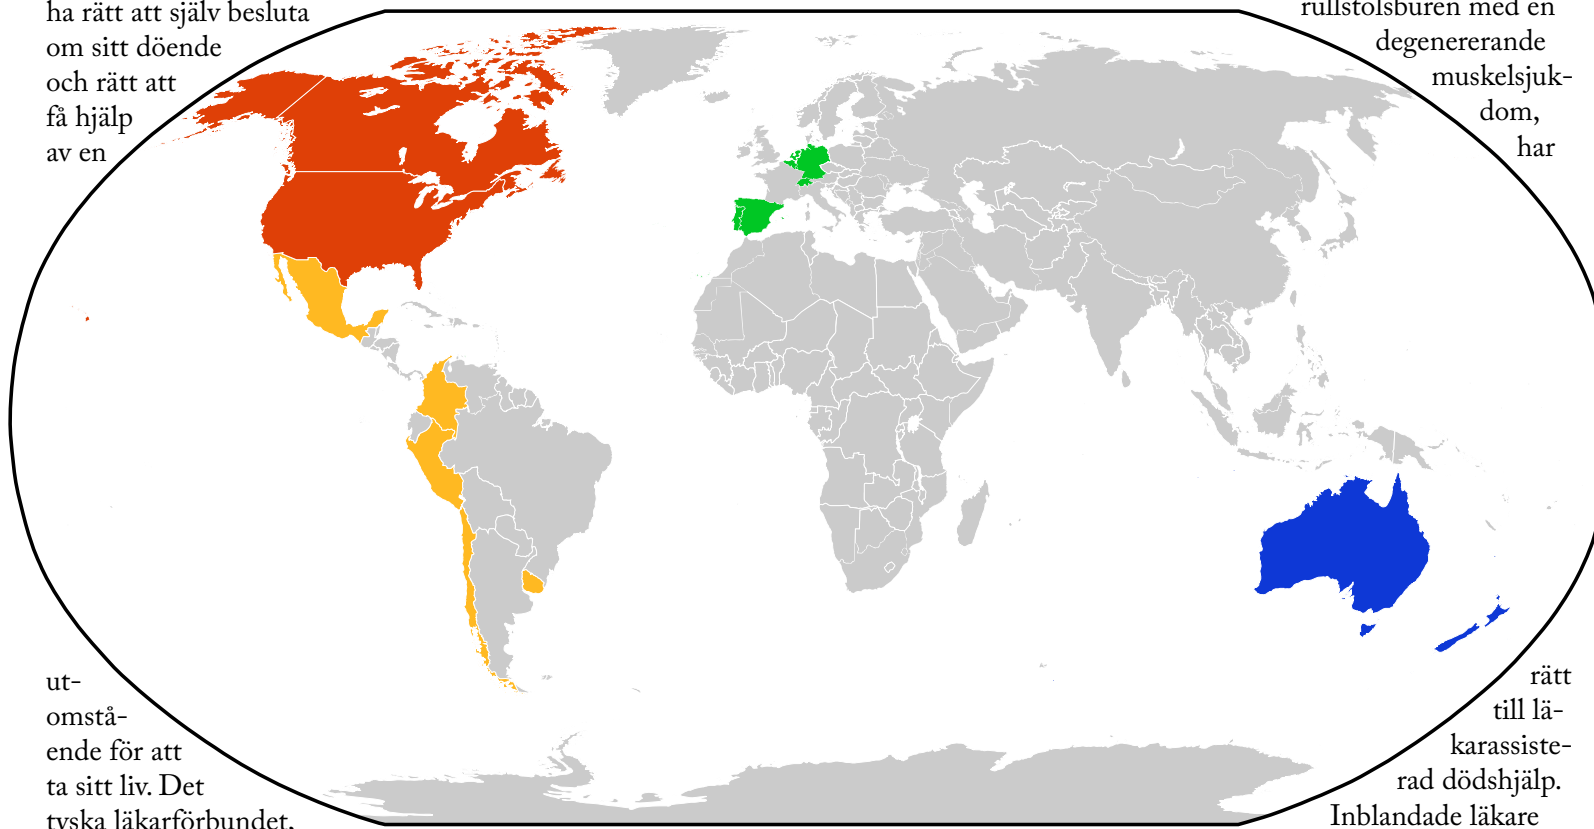 ha rätt att själv besluta
om sitt döende
och rätt att
få hjälp
av en
ut-
omstå-
ende för att
ta sitt liv. Det
tyska läkarförbundet,
rullstolsburen med en
degenererande
muskelsjuk-
dom,
har
rätt
till lä-
karassiste-
rad dödshjälp.
Inblandade läkare